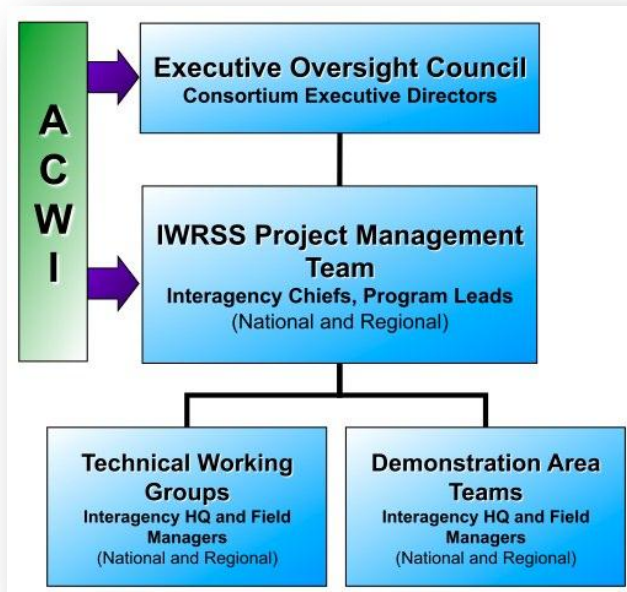 A
C
W
I
Executive Oversight Council
Consortium Executive Directors
IWRSS Project Management
Team
Interagency Chiefs, Program Leads
(National and Regional)
Technical Working
Groups
Interagency HQ and Field
Managers
(National and Regional)
Demonstration Area
Teams
Interagency HQ and Field
Managers
(National and Regional)